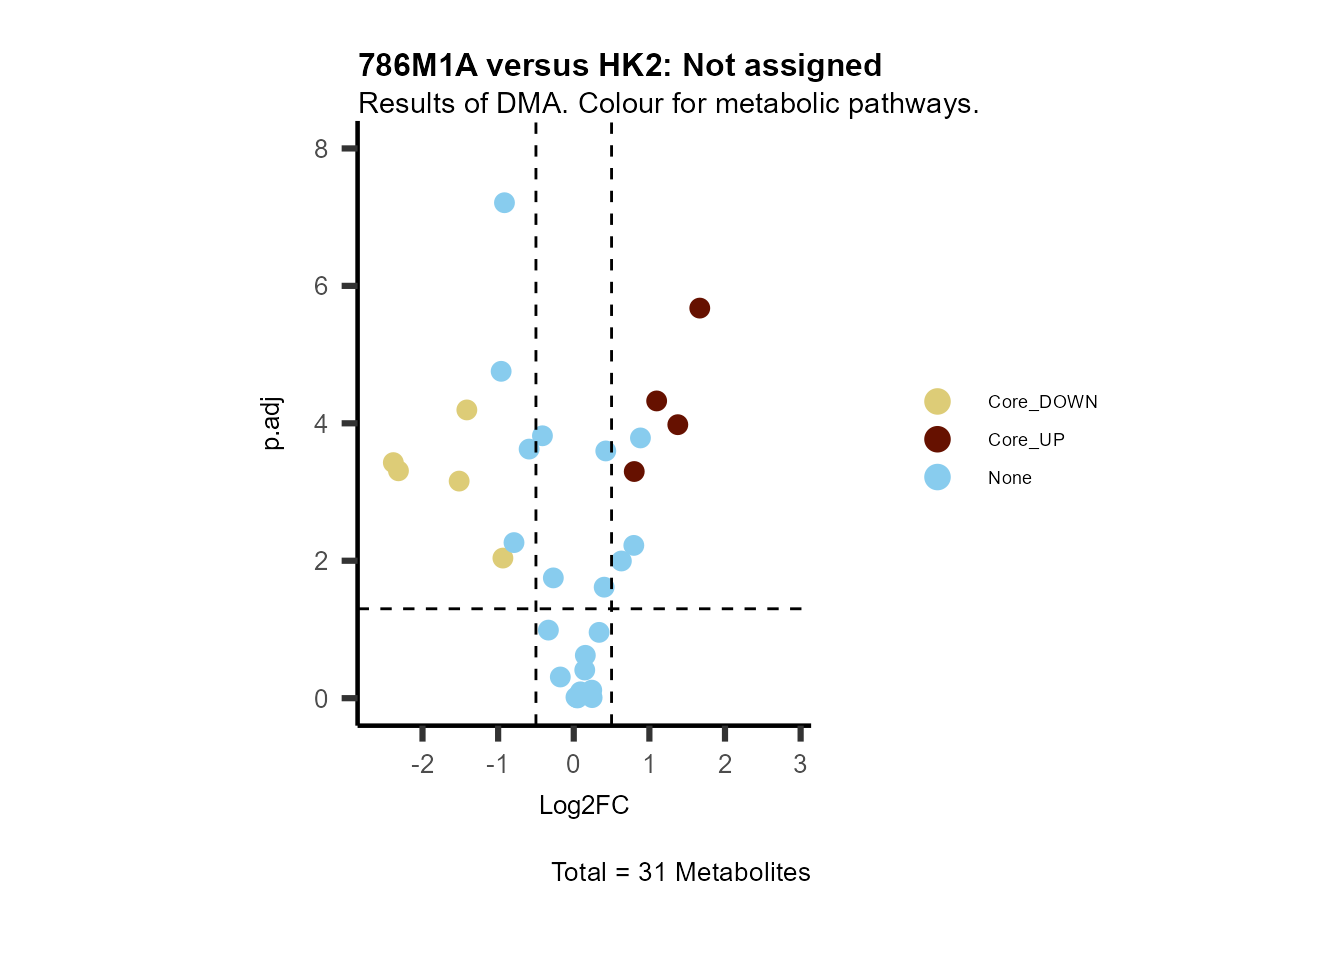 786M1A versus HK2: Not assigned
Results of DMA. Colour for metabolic pathways.
8
6
4
2
0
p.adj
-2 -1 0 1 2 3
Log2FC
Core_DOWN
Core_UP
None
Total = 31 Metabolites